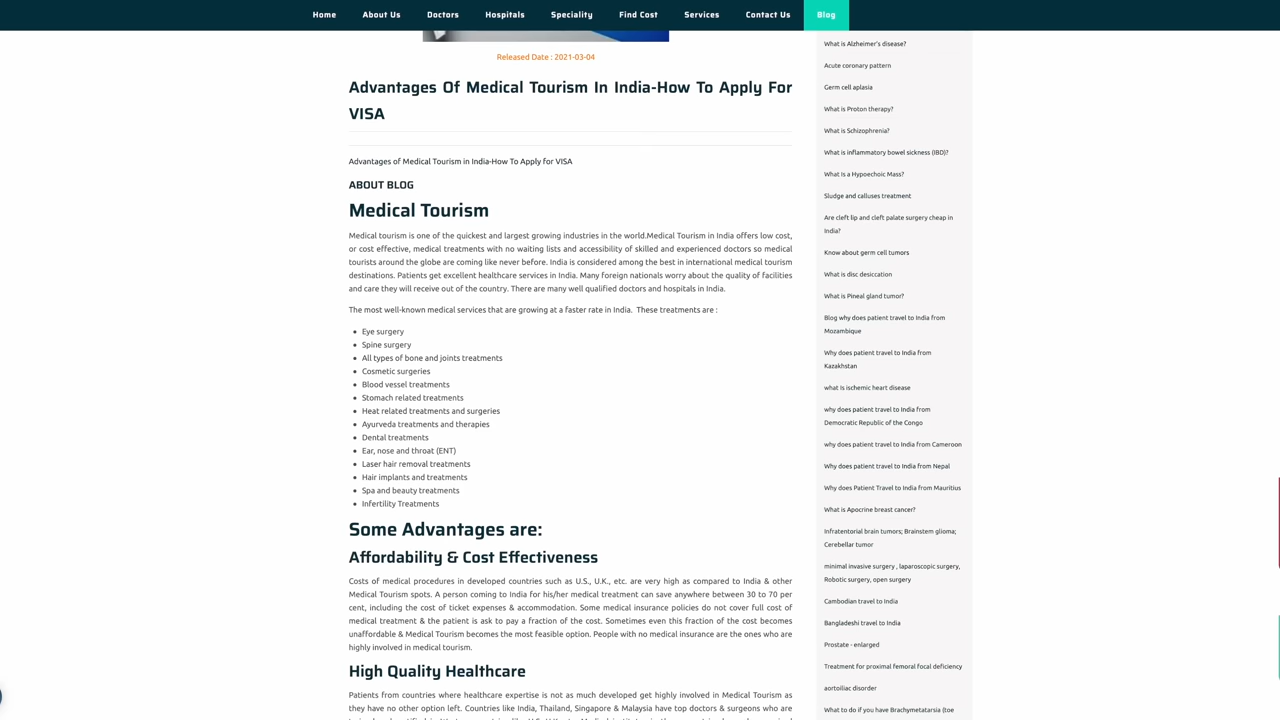 Home About Us Doctors Hospitals Speciality Find Cost Services Contact Us Blog
Released Date : 2021-03-04
Advantages Of Medical Tourism In India-How To Apply For
VISA
Advantages of Medical Tourism in India-How To Apply for VISA
ABOUT BLOG
Medical Tourism
Medical tourism is one of the quickest and largest growing industries in the world.Medical Tourism in India offers low cost,
or cost effective, medical treatments with no waiting lists and accessibility of skilled and experienced doctors so medical
tourists around the globe are coming like never before. India is considered among the best in international medical tourism
destinations. Patients get excellent healthcare services in India. Many foreign nationals worry about the quality of facilities
and care they will receive out of the country. There are many well qualified doctors and hospitals in India.
The most well-known medical services that are growing at a faster rate in India. These treatments are :
Eye surgery
Spine surgery
All types of bone and joints treatments
Cosmetic surgeries
Blood vessel treatments
Stomach related treatments
Heat related treatments and surgeries
Ayurveda treatments and therapies
Dental treatments
Ear, nose and throat (ENT)
Laser hair removal treatments
Hair implants and treatments
Spa and beauty treatments
Infertility Treatments
Some Advantages are:
Affordability & Cost Effectiveness
Costs of medical procedures in developed countries such as U.S., U.K., etc. are very high as compared to India & other
Medical Tourism spots. A person coming to India for his/her medical treatment can save anywhere between 30 to 70 per
cent, including the cost of ticket expenses & accommodation. Some medical insurance policies do not cover full cost of
medical treatment & the patient is ask to pay a fraction of the cost. Sometimes even this fraction of the cost becomes
unaffordable & Medical Tourism becomes the most feasible option. People with no medical insurance are the ones who are
highly involved in medical tourism.
High Quality Healthcare
Patients from countries where healthcare expertise is not as much developed get highly involved in Medical Tourism as
they have no other option left. Countries like India, Thailand, Singapore & Malaysia have top doctors & surgeons who are
What is Alzheimer's disease?
Acute coronary pattern
Germ cell aplasia
What is Proton therapy?
What is Schizophrenia?
What is inflammatory bowel sickness (IBD)?
What Is a Hypoechoic Mass?
Sludge and calluses treatment
Are cleft lip and cleft palate surgery cheap in
India?
Know about germ cell tumors
What is disc desiccation
What is Pineal gland tumor?
Blog why does patient travel to India from
Mozambique
Why does patient travel to India from
Kazakhstan
what Is ischemic heart disease
why does patient travel to India from
Democratic Republic of the Congo
why does patient travel to India from Cameroon
Why does patient travel to India from Nepal
Why does Patient Travel to India from Mauritius
What is Apocrine breast cancer?
Infratentorial brain tumors; Brainstem glioma;
Cerebellar tumor
minimal invasive surgery , laparoscopic surgery,
Robotic surgery, open surgery
Cambodian travel to India
Bangladeshi travel to India
Prostate - enlarged
Treatment for proximal femoral focal deficiency
aortoiliac disorder
What to do if you have Brachymetatarsia (toe